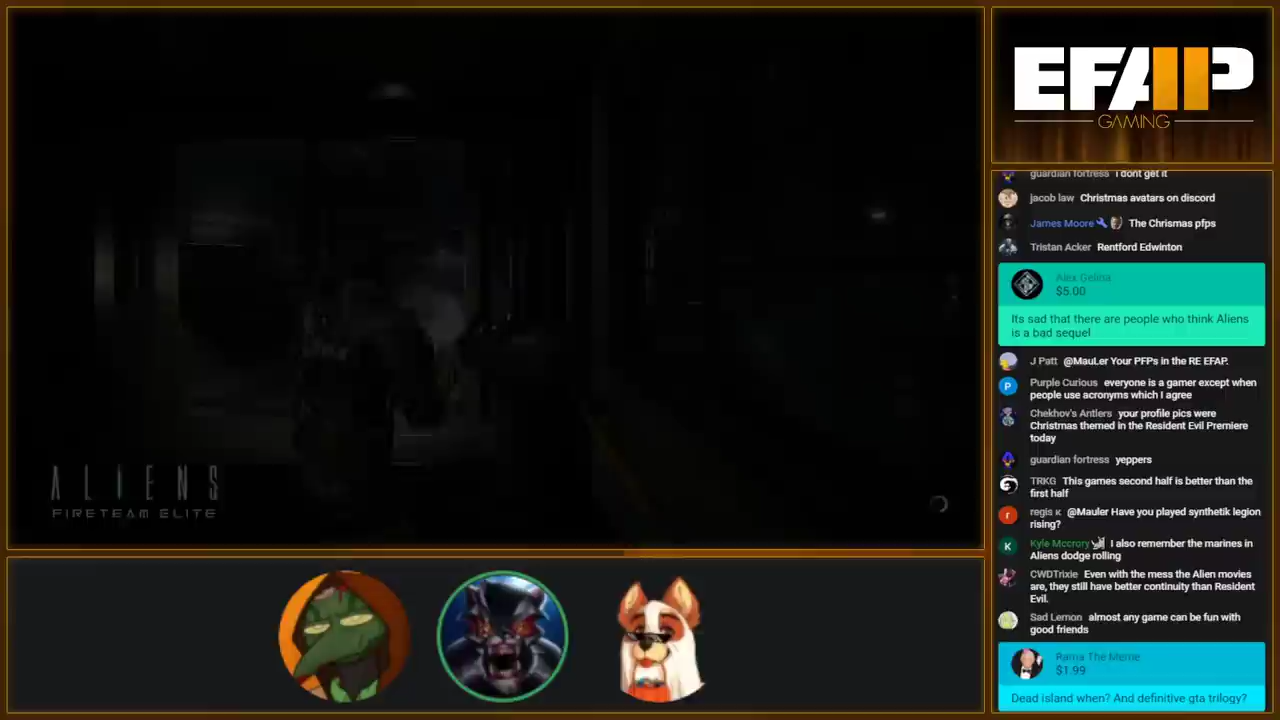 EFAP
GAMING
guardian fortress i dont get it
jacob law Christmas avatars on discord
James Moore The Chrismas pfps
Tristan Acker Rentford Edwinton
Alex Gelina
$5.00
Its sad that there are people who think Aliens
is a bad sequel
J Patt @MauLer Your PFPs in the RE EFAP.
Purple Curious everyone is a gamer except when
people use acronyms which I agree
Chekhov's Antlers your profile pics were
Christmas themed in the Resident Evil Premiere
today
guardian fortress yeppers
TRKG This games second half is better than the
first half
regis κ @Mauler Have you played synthetik legion
rising?
Kyle Mccrory I also remember the marines in
Aliens dodge rolling
CWDTrixie Even with the mess the Alien movies
are, they still have better continuity than Resident
Evil.
Sad Lemon almost any game can be fun with
good friends
Rama The Meme
$1.99
Dead island when? And definitive gta trilogy?
ALIENS
FIRETEAM ELITE
P
r
K